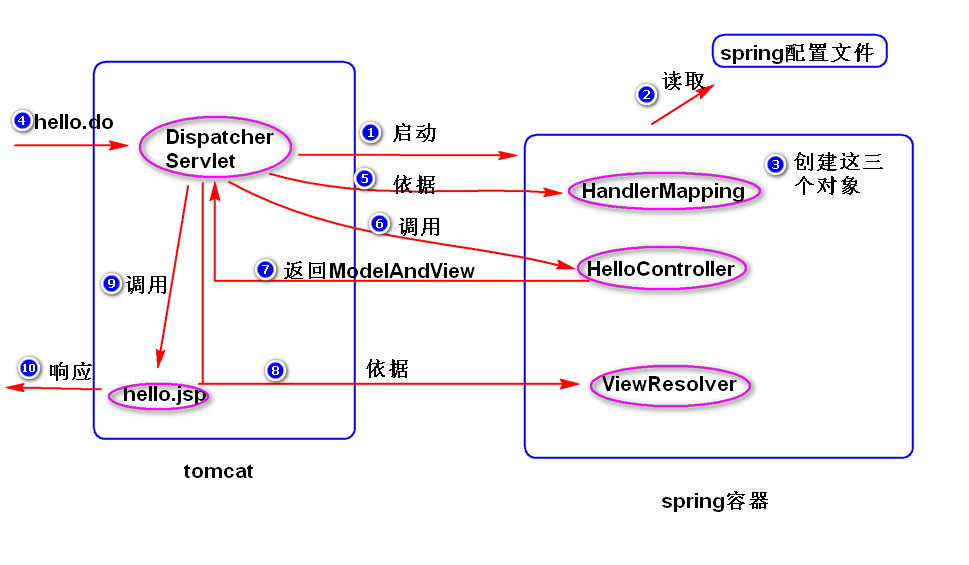 spring配置文件
2 读取
4 hello.do
Dispatcher
Servlet
1 启动
3 创建这三
个对象
5 依据
HandlerMapping
6 调用
7 返回ModelAndView
HelloController
9 调用
10 响应
8 依据
ViewResolver
hello.jsp
tomcat
spring容器